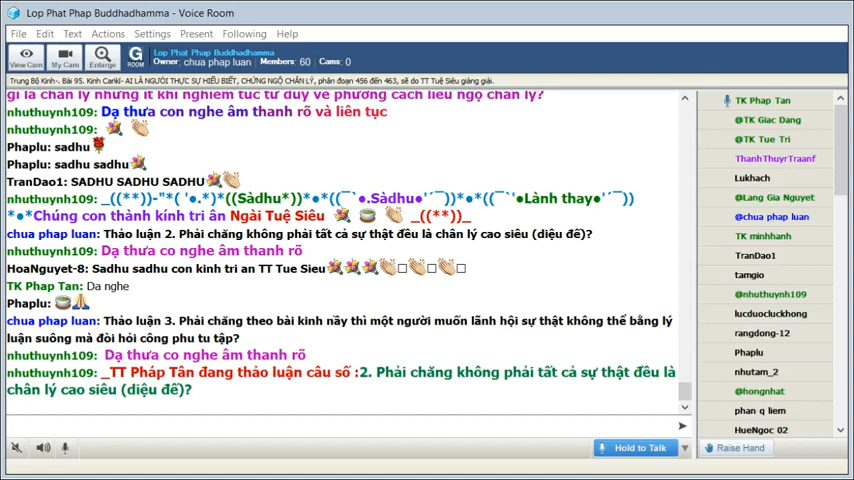 Lop Phat Phap Buddhadhamma - Voice Room
File Edit Text Actions Settings Present Following Help
View Cam
My Cam
Enlarge
G ROOM
Lop Phat Phap Buddhadhamma
Owner: chua phap luan Members: 60 Cams: 0
Trung Bộ Kinh-. Bài 95. Kinh Canki- AI LÀ NGƯỜI THỰC SỰ HIỂU BIẾT, CHỨNG NGỘ CHÂN LÝ, phân đoạn 456 đến 463, sẽ do TT Tuệ Siêu giảng giải.
gì là chân lý nhưng ít khi nghiêm túc tư duy về phương cách liễu ngộ chân lý?
nhuthuynh109: Dạ thưa con nghe âm thanh rõ và liên tục
nhuthuynh109:
Phaplu: sadhu
Phaplu: sadhu sadhu
TranDao1: SADHU SADHU SADHU
nhuthuynh109: _((**))-"*( '●.*)●((Sàdhu*))●*●((¯`●.Sàdhu●'´¯))●*●((¯`'●Lành thay●'´¯))
*●*Chúng con thành kính tri ân Ngài Tuệ Siêu _((**))_
chua phap luan: Thảo luận 2. Phải chăng không phải tất cả sự thật đều là chân lý cao siêu (diệu đế)?
nhuthuynh109: Dạ thưa co nghe âm thanh rõ
HoaNguyet-8: Sadhu sadhu con kinh tri an TT Tue Sieu
TK Phap Tan: Da nghe
Phaplu:
chua phap luan: Thảo luận 3. Phải chăng theo bài kinh nầy thì một người muốn lãnh hội sự thật không thể bằng lý
luận suông mà đòi hỏi công phu tu tập?
nhuthuynh109: Dạ thưa co nghe âm thanh rõ
nhuthuynh109: _TT Pháp Tân đang thảo luận câu số :2. Phải chăng không phải tất cả sự thật đều là
chân lý cao siêu (diệu đế)?
Hold to Talk
Raise Hand
TK Phap Tan
@TK Giac Dang
@TK Tue Tri
ThanhThuyrTraanf
Lukhach
@Lang Gia Nguyet
@chua phap luan
TK minhhanh
TranDao1
tamgio
@nhuthuynh109
lucduocluckhong
rangdong-12
Phaplu
nhutam_2
@hongnhat
phan q liem
HueNgoc 02